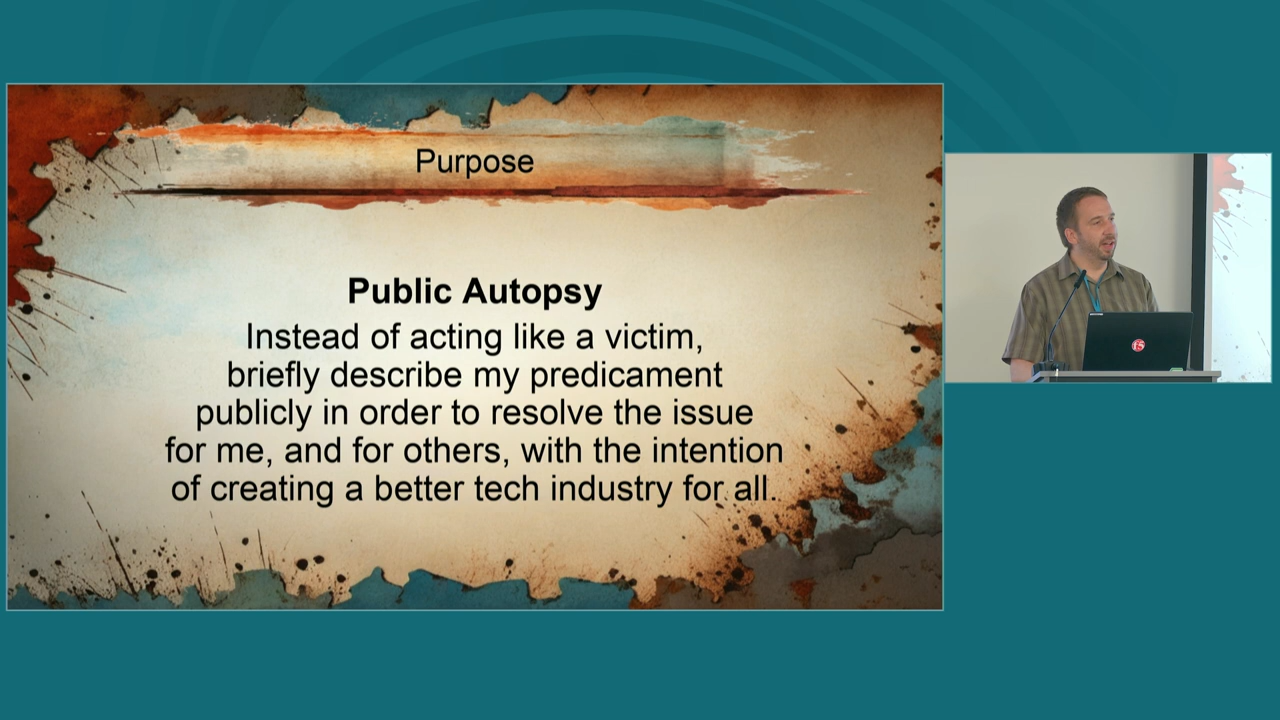 Purpose
Public Autopsy
Instead of acting like a victim,
briefly describe my predicament
publicly in order to resolve the issue
for me, and for others, with the intention
of creating a better tech industry for all.
f5